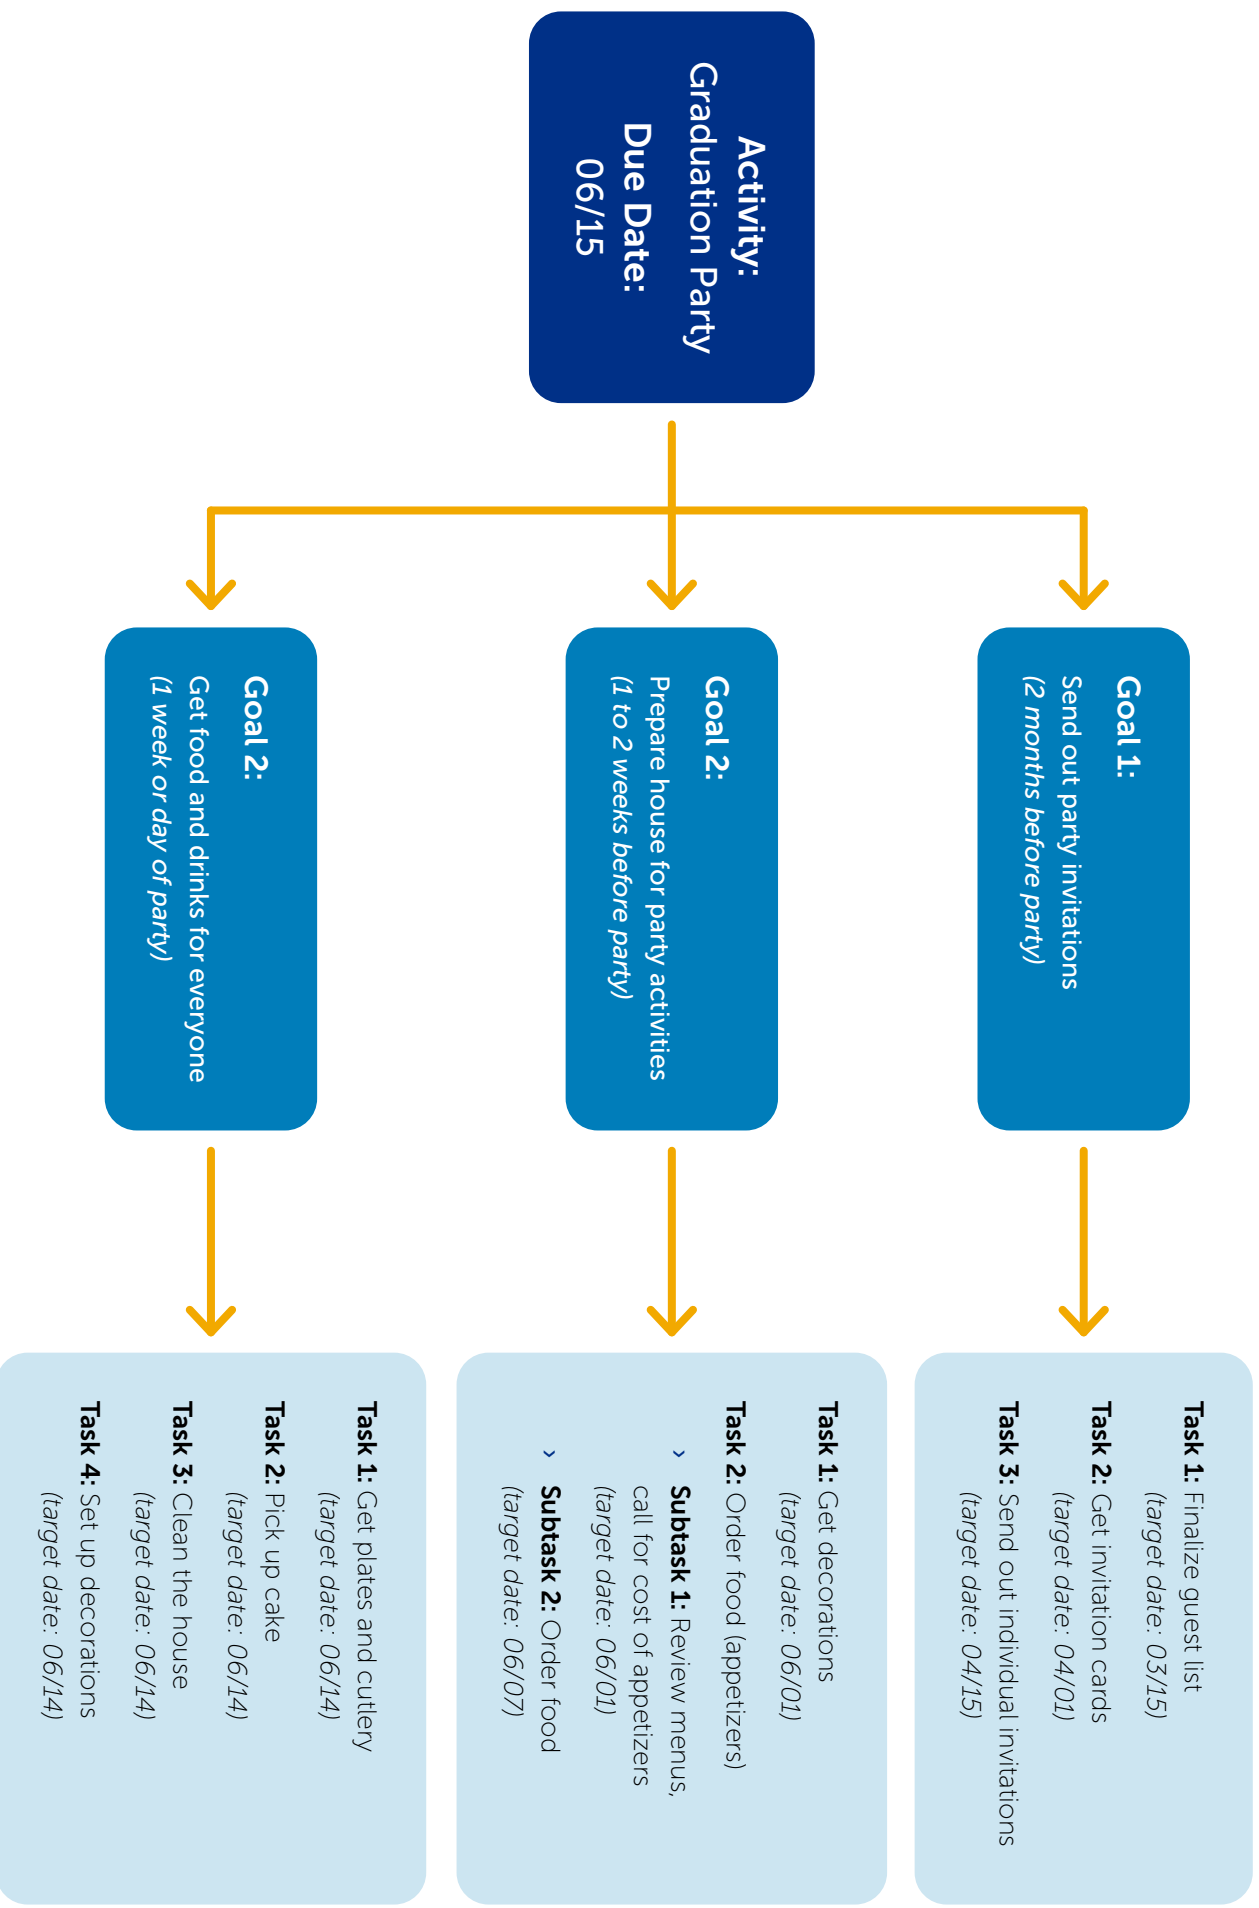 Activity:
Graduation Party
Due Date:
06/15
Goal 1:
Send out party invitations
(2 months before party)
Task 1: Finalize guest list
(target date: 03/15)
Task 2: Get invitation cards
(target date: 04/01)
Task 3: Send out individual invitations
(target date: 04/15)
Goal 2:
Prepare house for party activities
(1 to 2 weeks before party)
Task 1: Get decorations
(target date: 06/01)
Task 2: Order food (appetizers)
› Subtask 1: Review menus,
call for cost of appetizers
(target date: 06/01)
› Subtask 2: Order food
(target date: 06/07)
Goal 2:
Get food and drinks for everyone
(1 week or day of party)
Task 1: Get plates and cutlery
(target date: 06/14)
Task 2: Pick up cake
(target date: 06/14)
Task 3: Clean the house
(target date: 06/14)
Task 4: Set up decorations
(target date: 06/14)